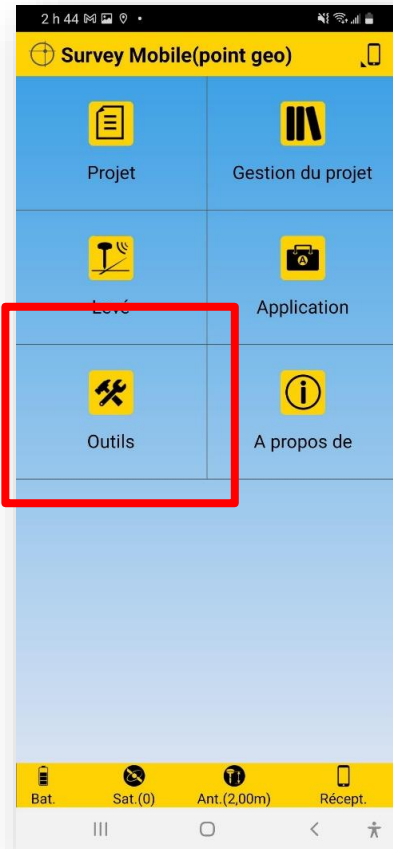 2 h 44
Survey Mobile(point geo)
Projet
Gestion du projet
Levé
Application
Outils
A propos de
Bat.
Sat.(0)
Ant.(2,00m)
Récept.